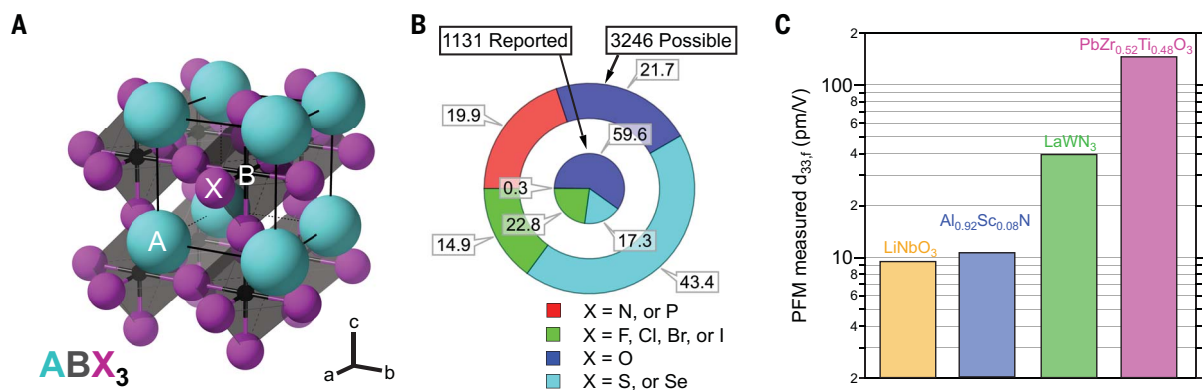 A
X
B
A
ABX3
c
a
b
B
1131 Reported
3246 Possible
21.7
19.9
59.6
0.3
22.8
17.3
14.9
43.4
X = N, or P
X = F, Cl, Br, or I
X = O
X = S, or Se
C
PFM measured d33,f (pm/V)
2
100
8
6
4
2
10
8
6
4
2
LiNbO3
Al0.92Sc0.08N
LaWN3
PbZr0.52Ti0.48O3